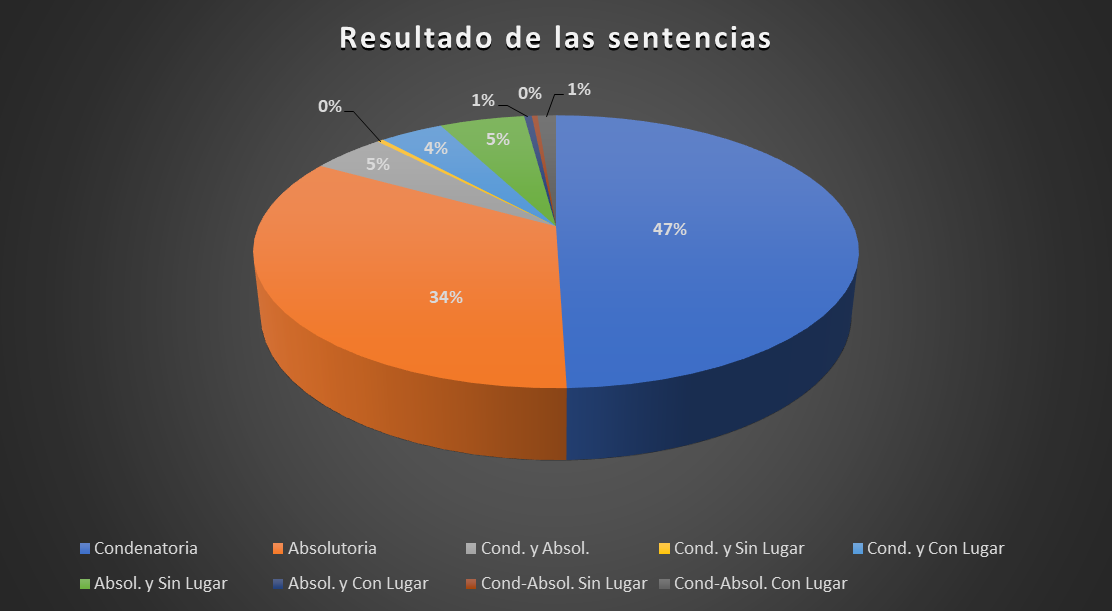 Resultado de las sentencias
0% 1% 0% 1%
5% 4% 5%
47%
34%
Condenatoria Absolutoria Cond. y Absol. Cond. y Sin Lugar Cond. y Con Lugar
Absol. y Sin Lugar Absol. y Con Lugar Cond-Absol. Sin Lugar Cond-Absol. Con Lugar